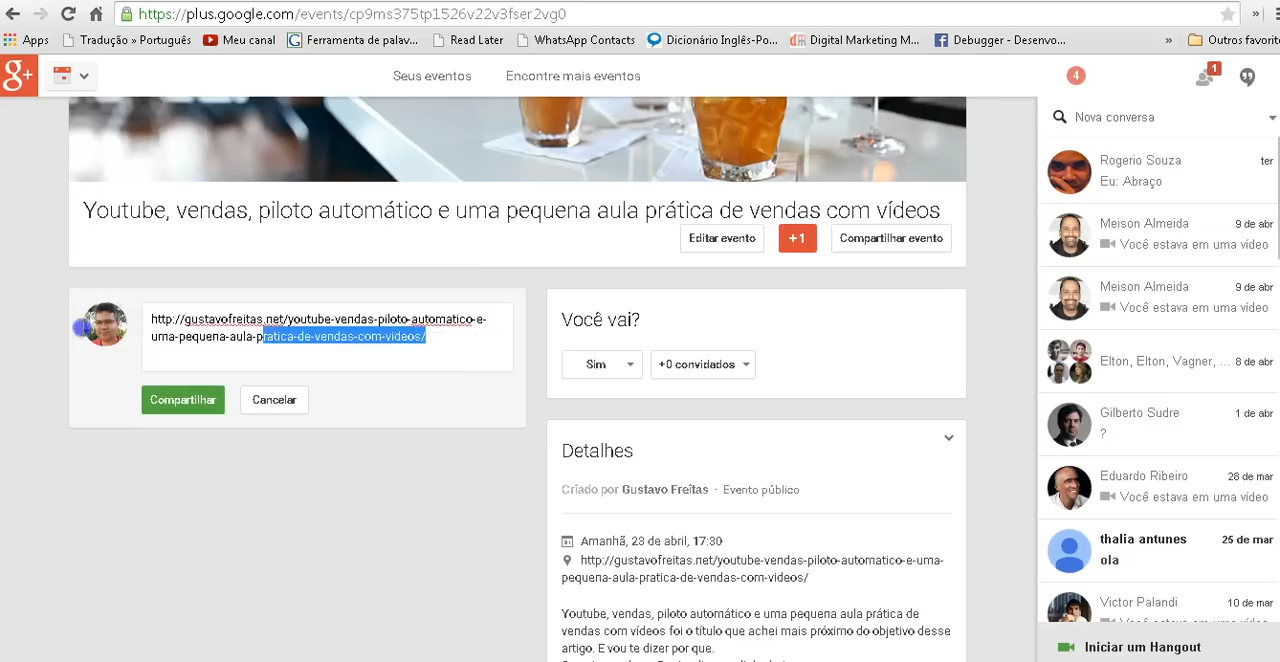 https://plus.google.com/events/cp9ms375tp1526v22v3fser2vg0
Apps Tradução » Português Meu canal Ferramenta de palav... Read Later WhatsApp Contacts Dicionário Inglês-Po... Digital Marketing M... Debugger - Desenvo... » Outros favorit
g+ Seus eventos Encontre mais eventos 4 1
Nova conversa
Rogerio Souza ter
Eu: Abraço
Meison Almeida 9 de abr
Você estava em uma vídeo
Meison Almeida 9 de abr
Você estava em uma vídeo
Elton, Elton, Vagner, ... 8 de abr
Gilberto Sudre 1 de abr
?
Eduardo Ribeiro 28 de mar
Você estava em uma vídeo
thalia antunes 25 de mar
ola
Victor Palandi 10 de mar
Iniciar um Hangout
Youtube, vendas, piloto automático e uma pequena aula prática de vendas com vídeos
Editar evento +1 Compartilhar evento
http://gustavofreitas.net/youtube-vendas-piloto-automatico-e-
uma-pequena-aula-pratica-de-vendas-com-videos/
Compartilhar Cancelar
Você vai?
Sim +0 convidados
Detalhes
Criado por Gustavo Freitas · Evento público
Amanhã, 23 de abril, 17:30
http://gustavofreitas.net/youtube-vendas-piloto-automatico-e-uma-
pequena-aula-pratica-de-vendas-com-videos/
Youtube, vendas, piloto automático e uma pequena aula prática de
vendas com vídeos foi o título que achei mais próximo do objetivo desse
artigo. E vou te dizer por que.